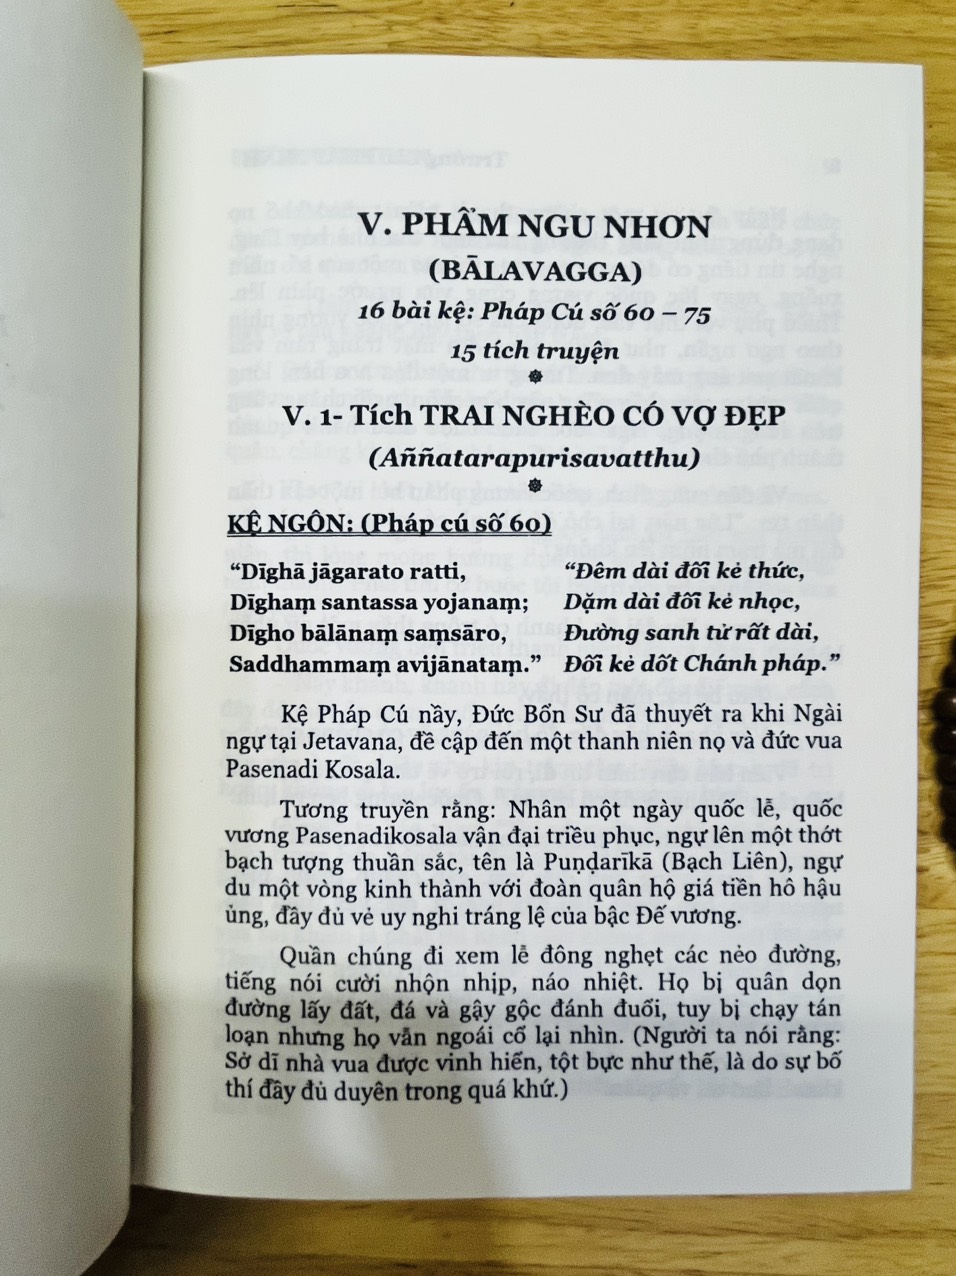 V. PHẨM NGU NHƠN
(BĀLAVAGGA)
16 bài kệ: Pháp Cú số 60 – 75
15 tích truyện
V. 1- Tích TRAI NGHÈO CÓ VỢ ĐẸP
(Aññatarapurisavatthu)
KỆ NGÔN: (Pháp cú số 60)
“Dīghā jāgarato ratti,
Dīghaṃ santassa yojanaṃ;
Dīgho bālānaṃ saṃsāro,
Saddhammaṃ avijānataṃ.”
“Đêm dài đối kẻ thức,
Dặm dài đối kẻ nhọc,
Đường sanh tử rất dài,
Đối kẻ dốt Chánh pháp.”
Kệ Pháp Cú nầy, Đức Bổn Sư đã thuyết ra khi Ngài
ngự tại Jetavana, đề cập đến một thanh niên nọ và đức vua
Pasenadi Kosala.
Tương truyền rằng: Nhân một ngày quốc lễ, quốc
vương Pasenadikosala vận đại triều phục, ngự lên một thớt
bạch tượng thuần sắc, tên là Puṇḍarīkā (Bạch Liên), ngự
du một vòng kinh thành với đoàn quân hộ giá tiền hô hậu
ủng, đầy đủ vẻ uy nghi tráng lệ của bậc Đế vương.
Quần chúng đi xem lễ đông nghẹt các nẻo đường,
tiếng nói cười nhộn nhịp, náo nhiệt. Họ bị quân dọn
đường lấy đất, đá và gậy gộc đánh đuổi, tuy bị chạy tán
loạn nhưng họ vẫn ngoái cổ lại nhìn. (Người ta nói rằng:
Sở dĩ nhà vua được vinh hiển, tột bực như thế, là do sự bố
thí đầy đủ duyên trong quá khứ.)